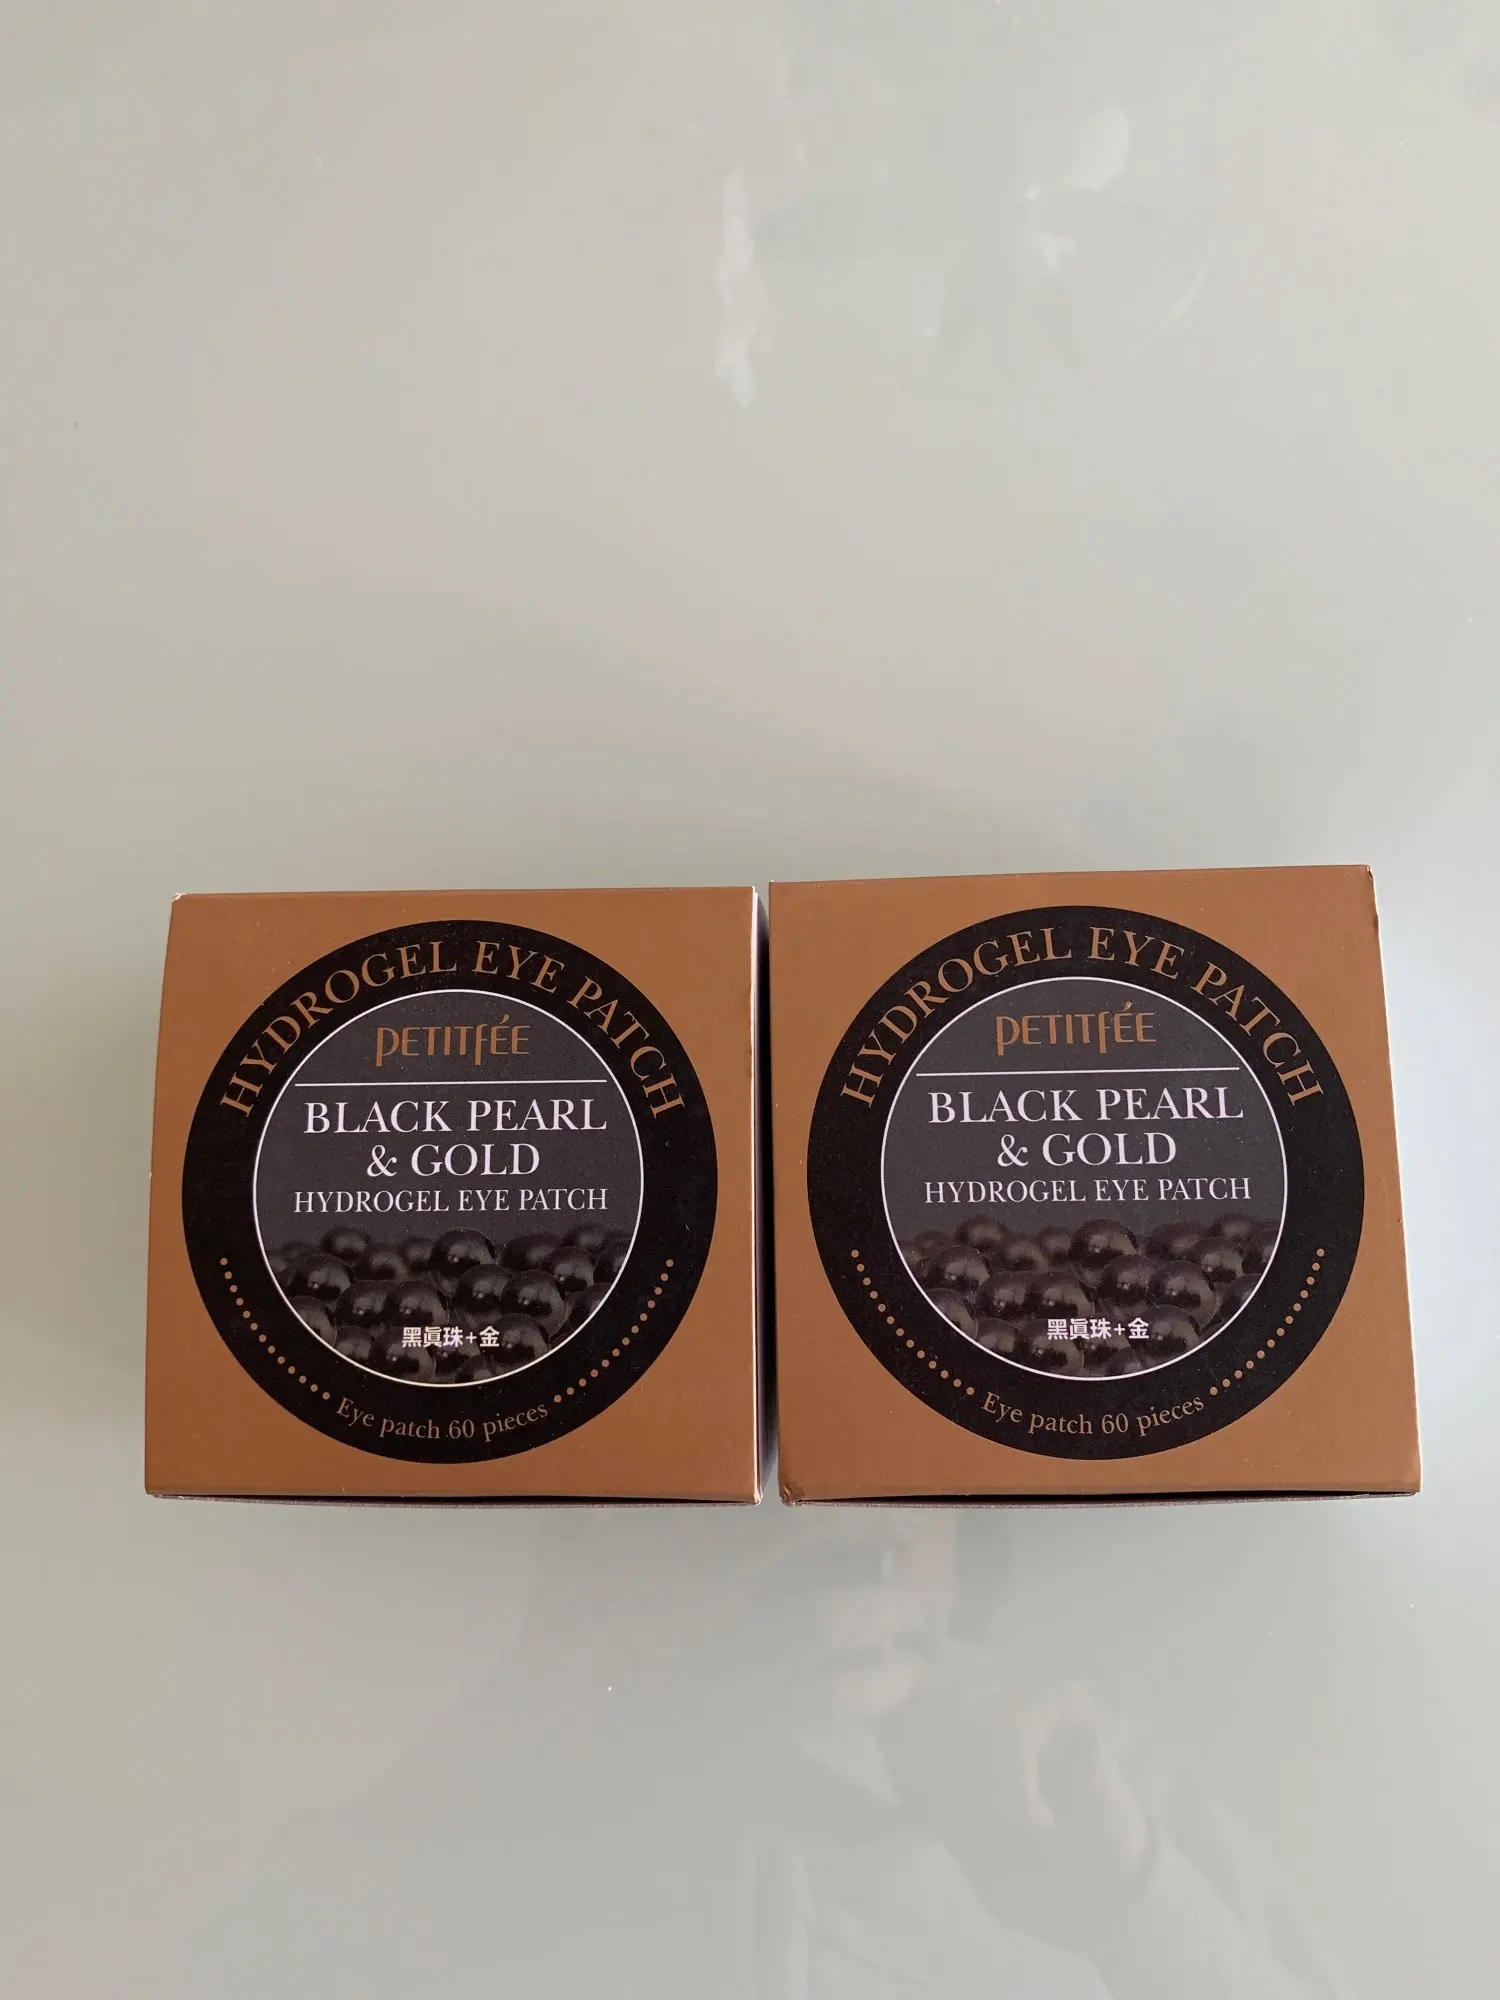 HYDROGEL EYE PATCH
PETITFÉE
BLACK PEARL
& GOLD
HYDROGEL EYE PATCH
黑眞珠+金
Eye patch 60 pieces
HYDROGEL EYE PATCH
PETITFÉE
BLACK PEARL
& GOLD
HYDROGEL EYE PATCH
黑眞珠+金
Eye patch 60 pieces